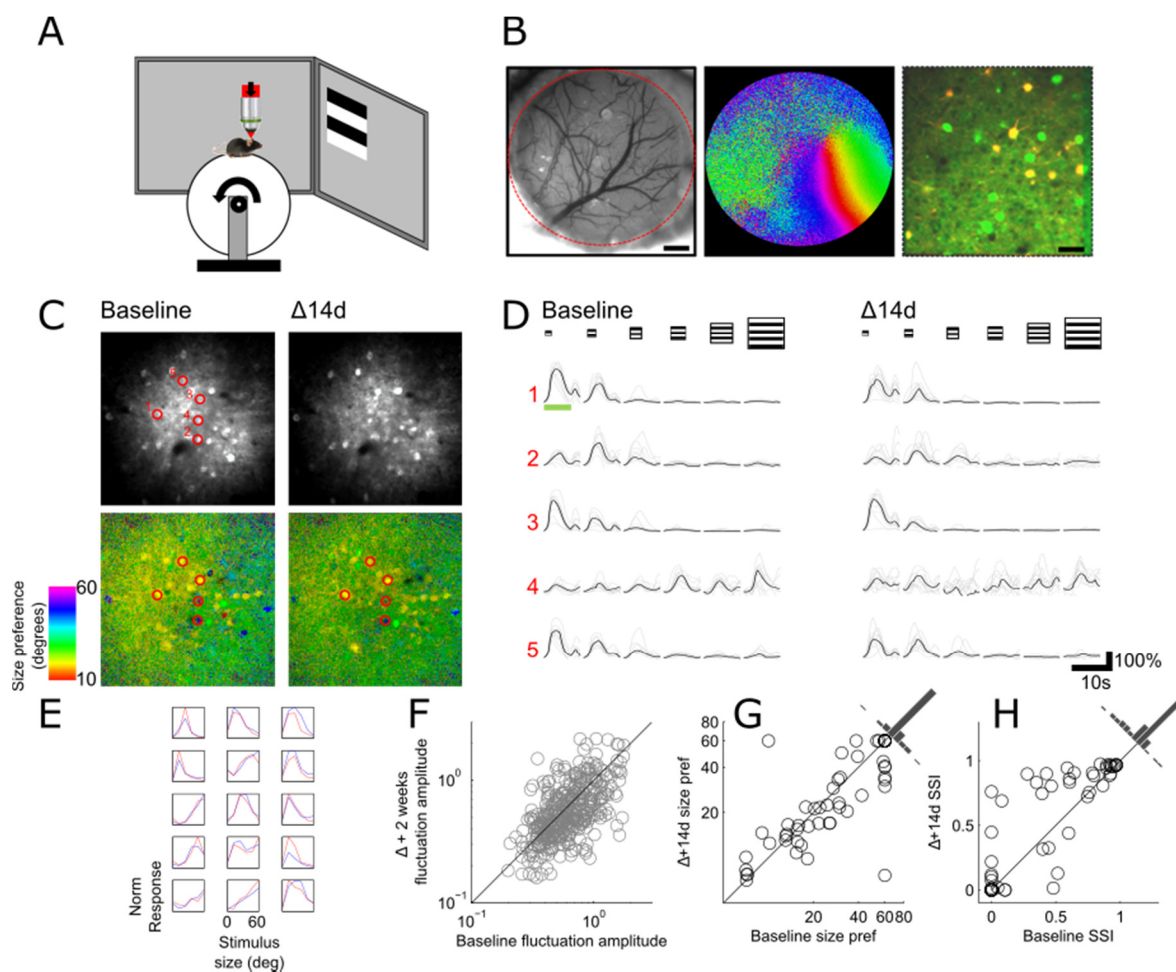 A
B
C
Baseline
Δ14d
5
3
1
4
2
60
10
Size preference
(degrees)
D
Baseline
Δ14d
1
2
3
4
5
100%
10s
E
Norm
Response
0
60
Stimulus
size (deg)
F
Δ + 2 weeks
fluctuation amplitude
10⁰
10⁻¹
10⁻¹
10⁰
Baseline fluctuation amplitude
G
Δ+14d size pref
80
60
40
20
20
40
60
80
Baseline size pref
H
Δ+14d SSI
1
0.5
0
0
0.5
1
Baseline SSI